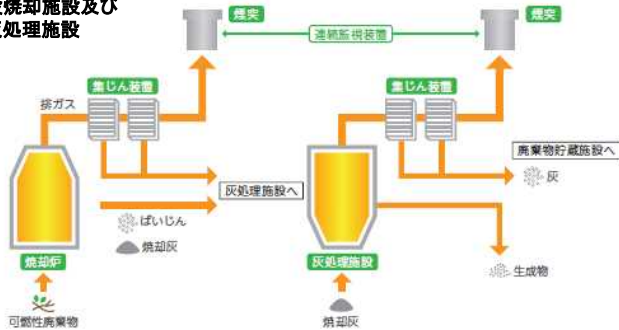 焼却施設及び
処理施設
煙突
連続監視装置
煙突
集じん装置
集じん装置
排ガス
廃棄物貯蔵施設へ
灰
灰処理施設へ
ばいじん
焼却灰
焼却炉
灰処理施設
生成物
可燃性廃棄物
焼却灰